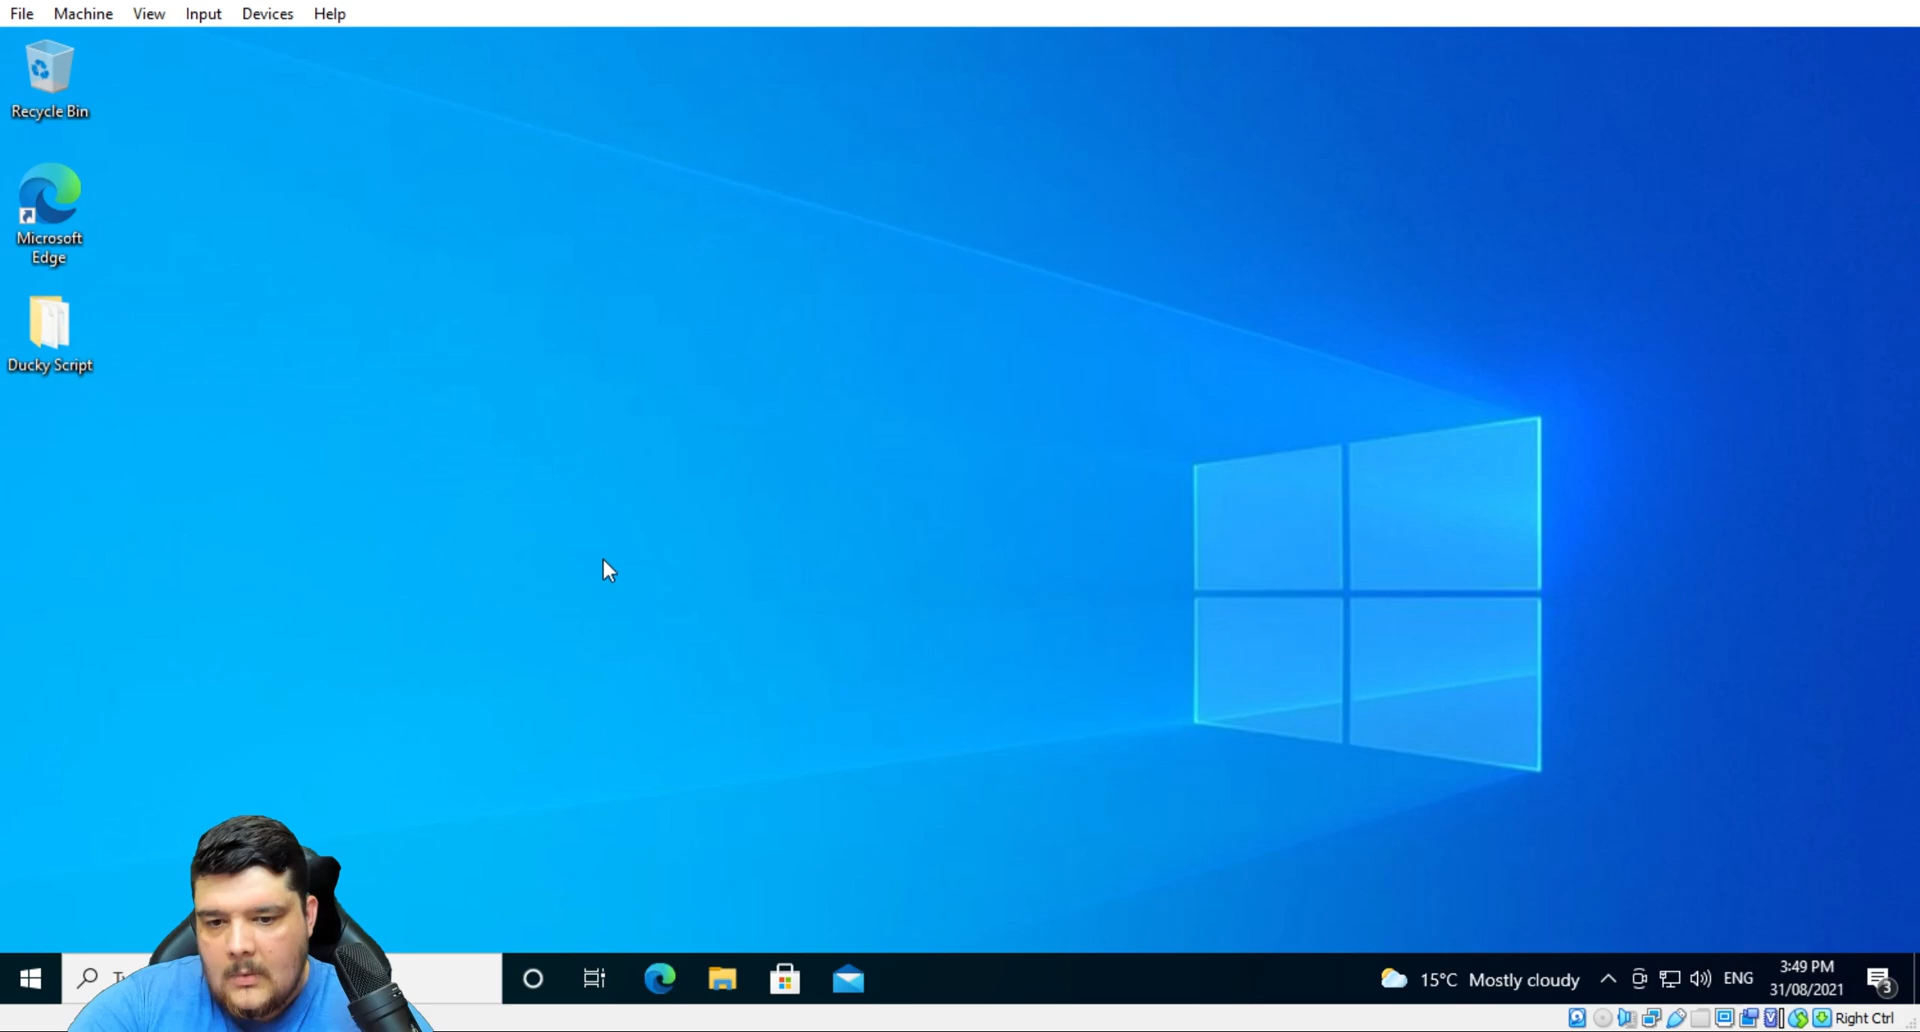 File Machine View Input Devices Help
Recycle Bin
Microsoft
Edge
Ducky Script
15°C Mostly cloudy
ENG
3:49 PM
31/08/2021
3
Right Ctrl